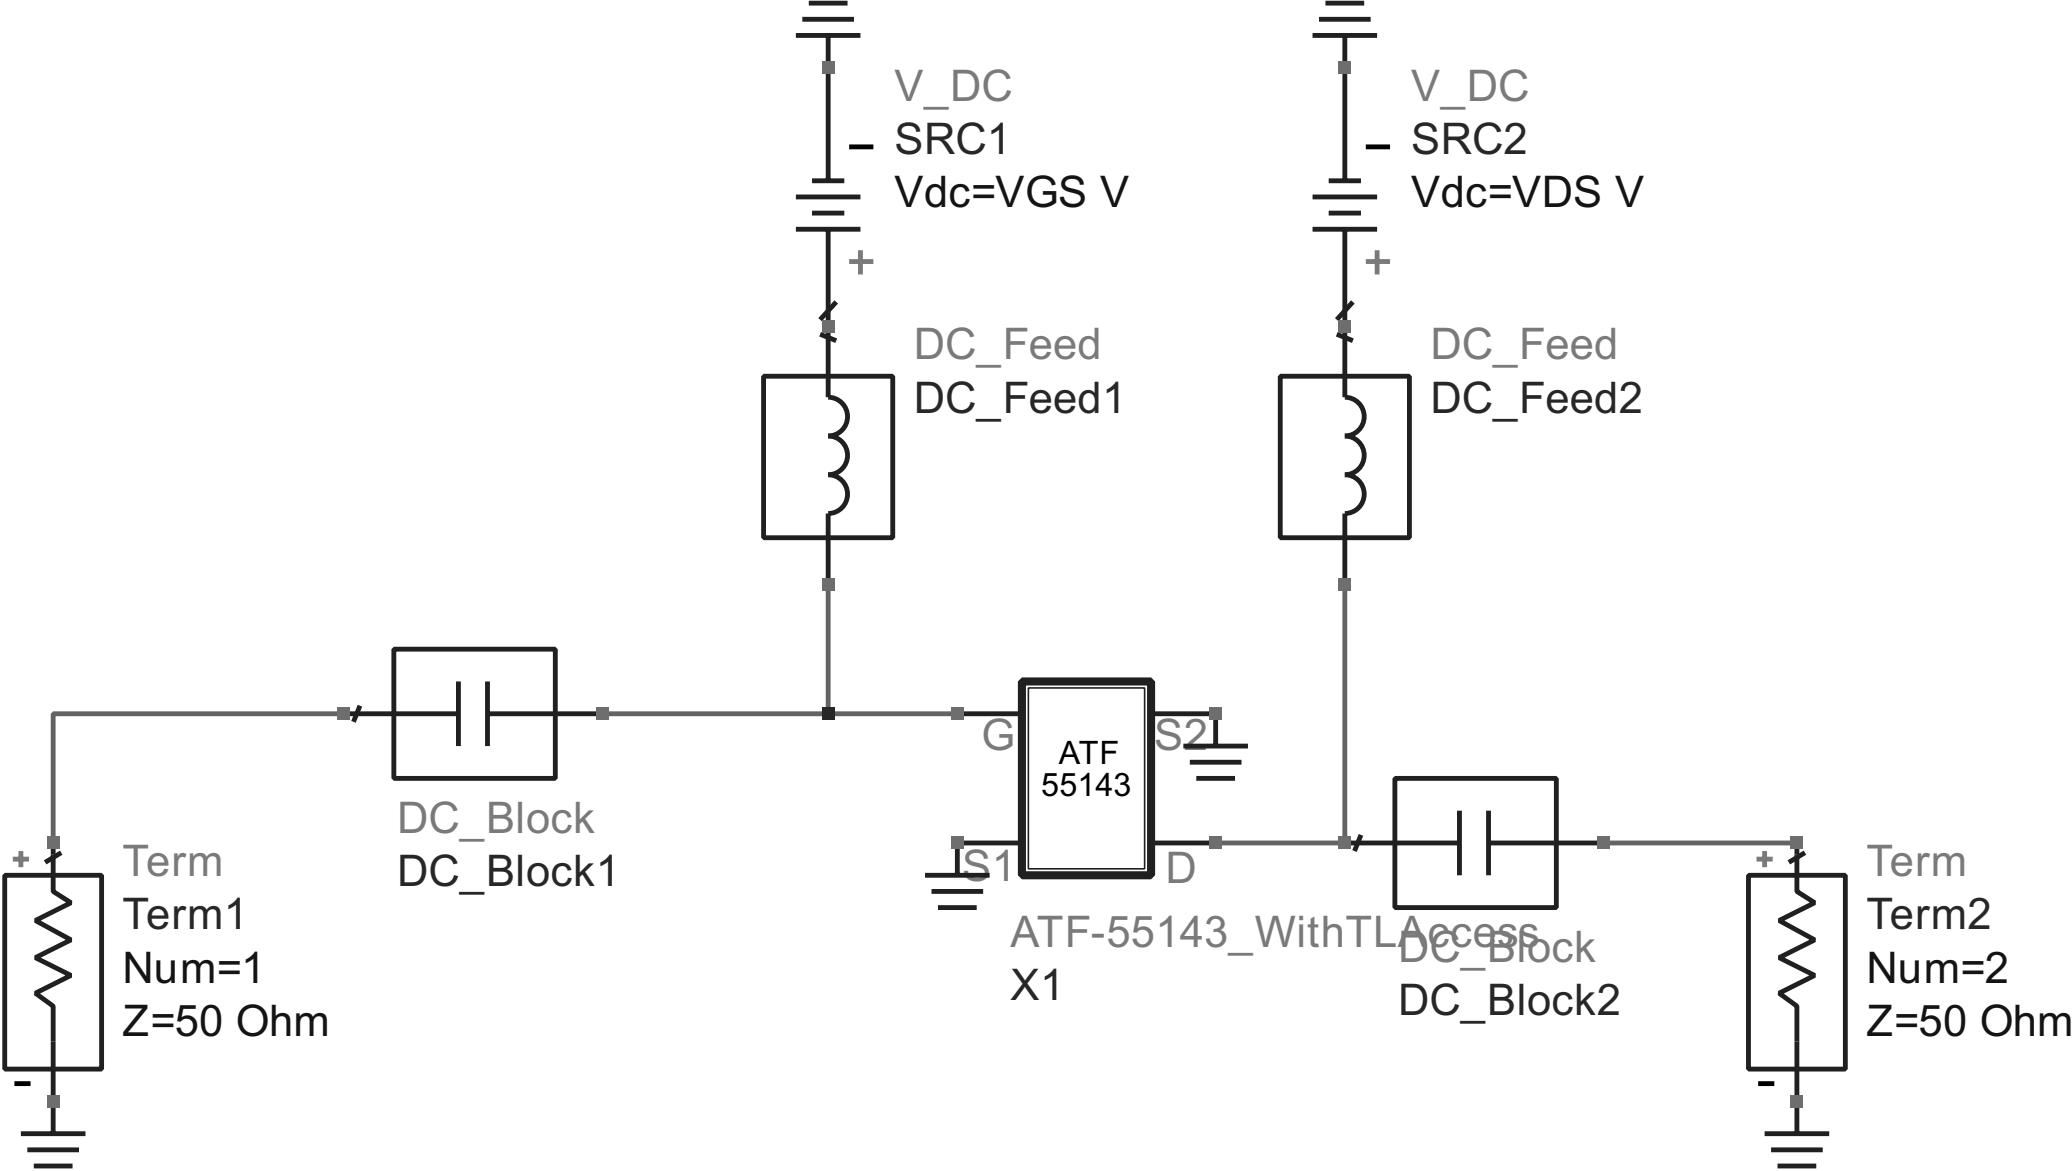 V_DC
SRC1
Vdc=VGS V
V_DC
SRC2
Vdc=VDS V
+
+
DC_Feed
DC_Feed1
DC_Feed
DC_Feed2
G
S2
ATF
55143
S1
D
DC_Block
DC_Block1
+
Term
Term1
Num=1
Z=50 Ohm
-
ATF-55143_WithTLAccess
X1
DC_Block
DC_Block2
+
Term
Term2
Num=2
Z=50 Ohm
-